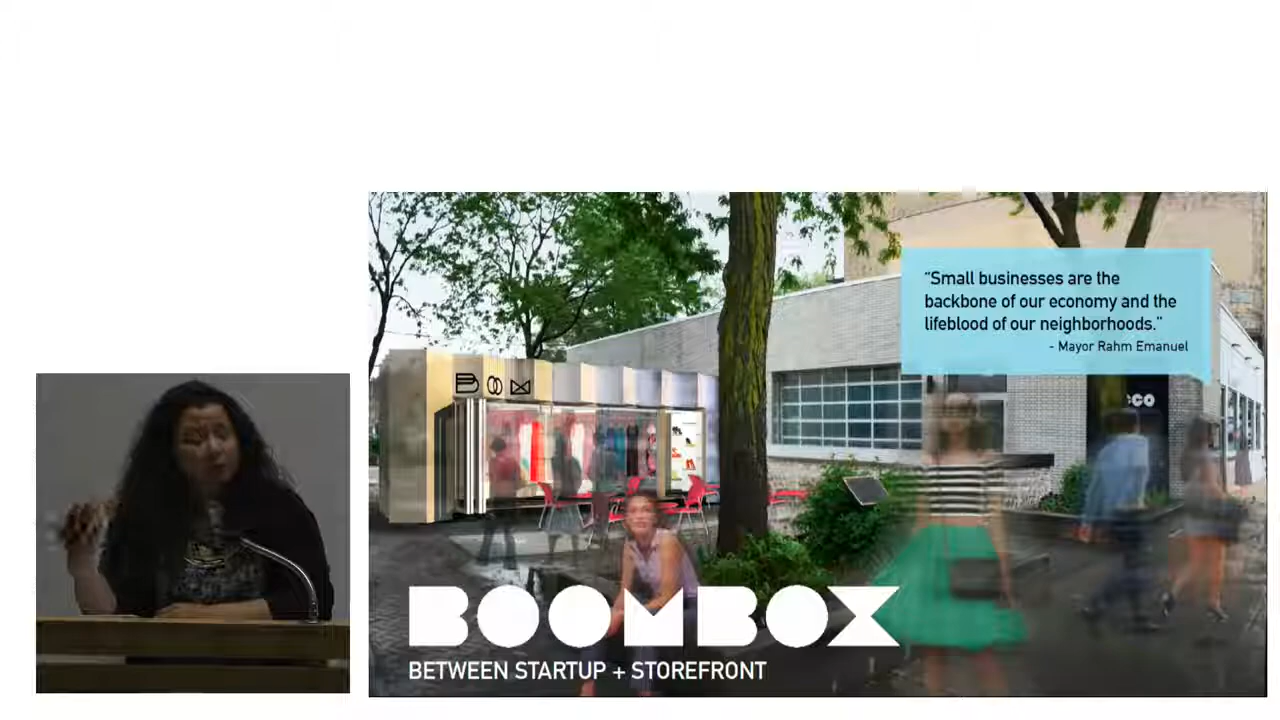 "Small businesses are the
backbone of our economy and the
lifeblood of our neighborhoods."
- Mayor Rahm Emanuel
BOOMBOX
BETWEEN STARTUP + STOREFRONT